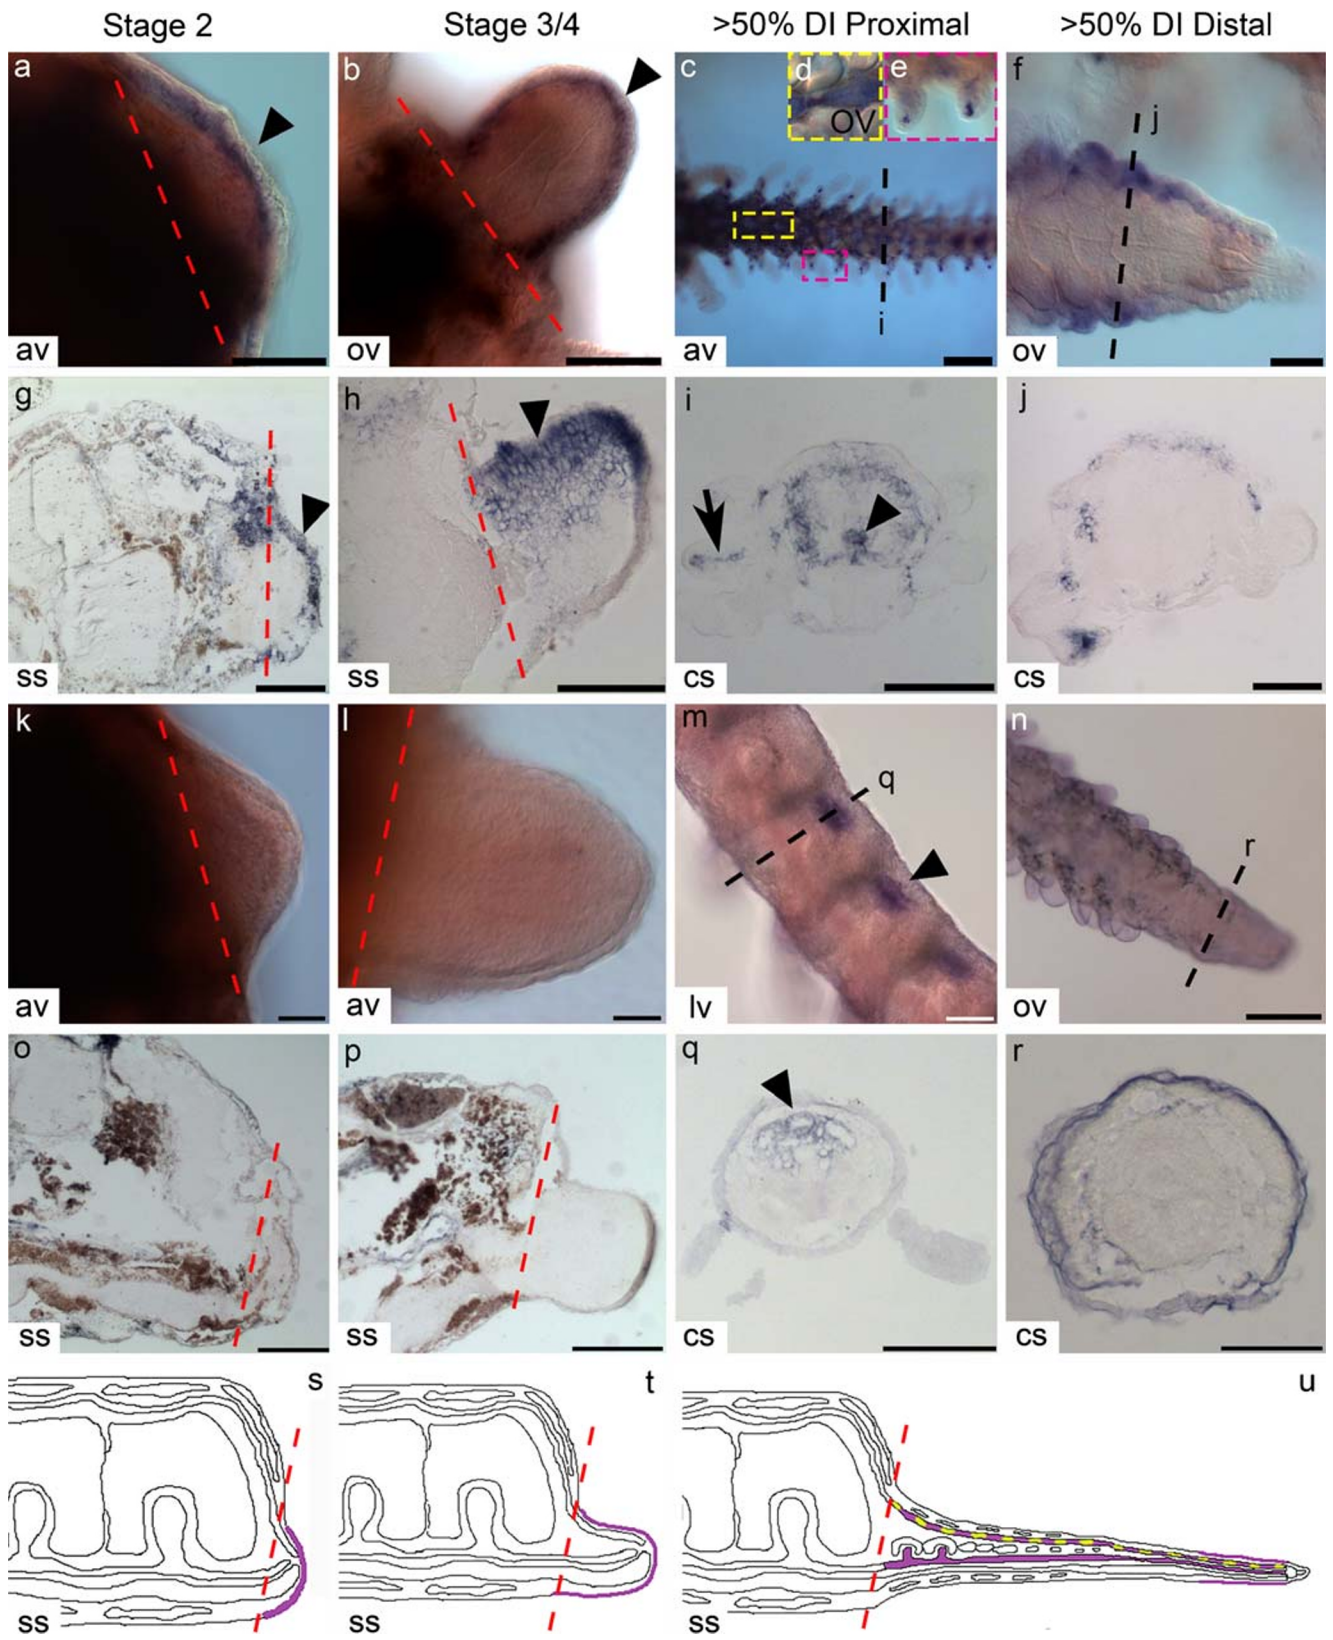 Stage 2 Stage 3/4 >50% DI Proximal >50% DI Distal
a b c d e f
OV j
i
av ov av ov
g h i j
ss ss cs cs
k l m n
q r
av av lv ov
o p q r
ss ss cs cs
s t u
ss ss ss